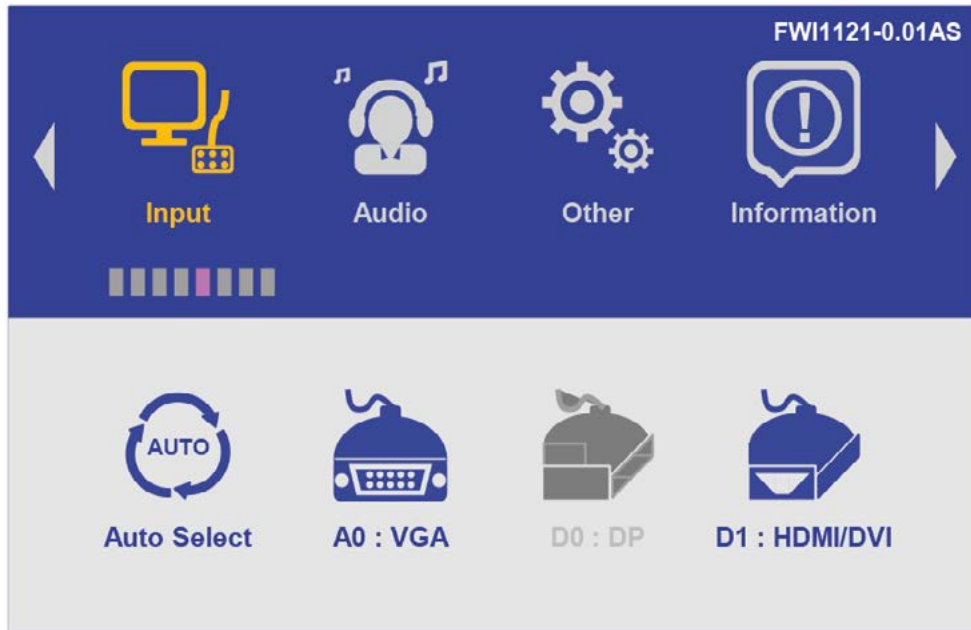 FWI1121-0.01AS
Input Audio Other Information
AUTO
Auto Select A0 : VGA D0 : DP D1 : HDMI/DVI